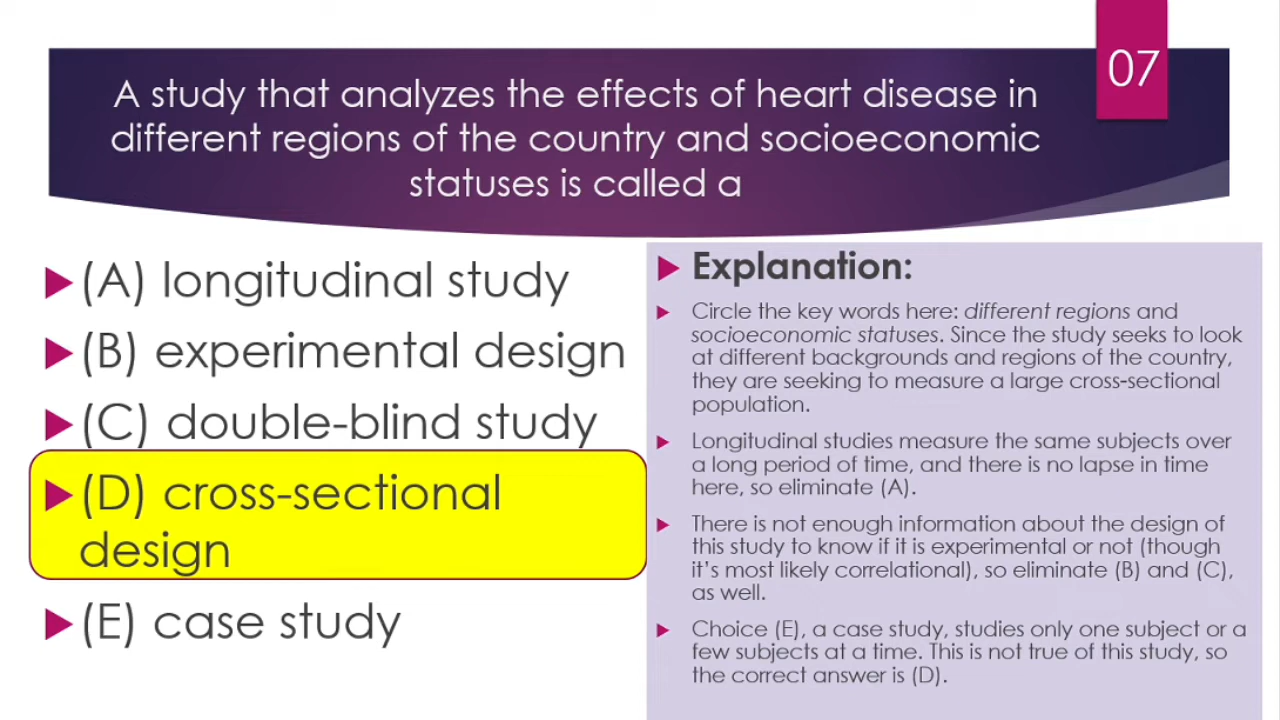 07
A study that analyzes the effects of heart disease in
different regions of the country and socioeconomic
statuses is called a
(A) longitudinal study
(B) experimental design
(C) double-blind study
(D) cross-sectional
design
(E) case study
Explanation:
Circle the key words here: different regions and
socioeconomic statuses. Since the study seeks to look
at different backgrounds and regions of the country,
they are seeking to measure a large cross-sectional
population.
Longitudinal studies measure the same subjects over
a long period of time, and there is no lapse in time
here, so eliminate (A).
There is not enough information about the design of
this study to know if it is experimental or not (though
it's most likely correlational), so eliminate (B) and (C),
as well.
Choice (E), a case study, studies only one subject or a
few subjects at a time. This is not true of this study, so
the correct answer is (D).